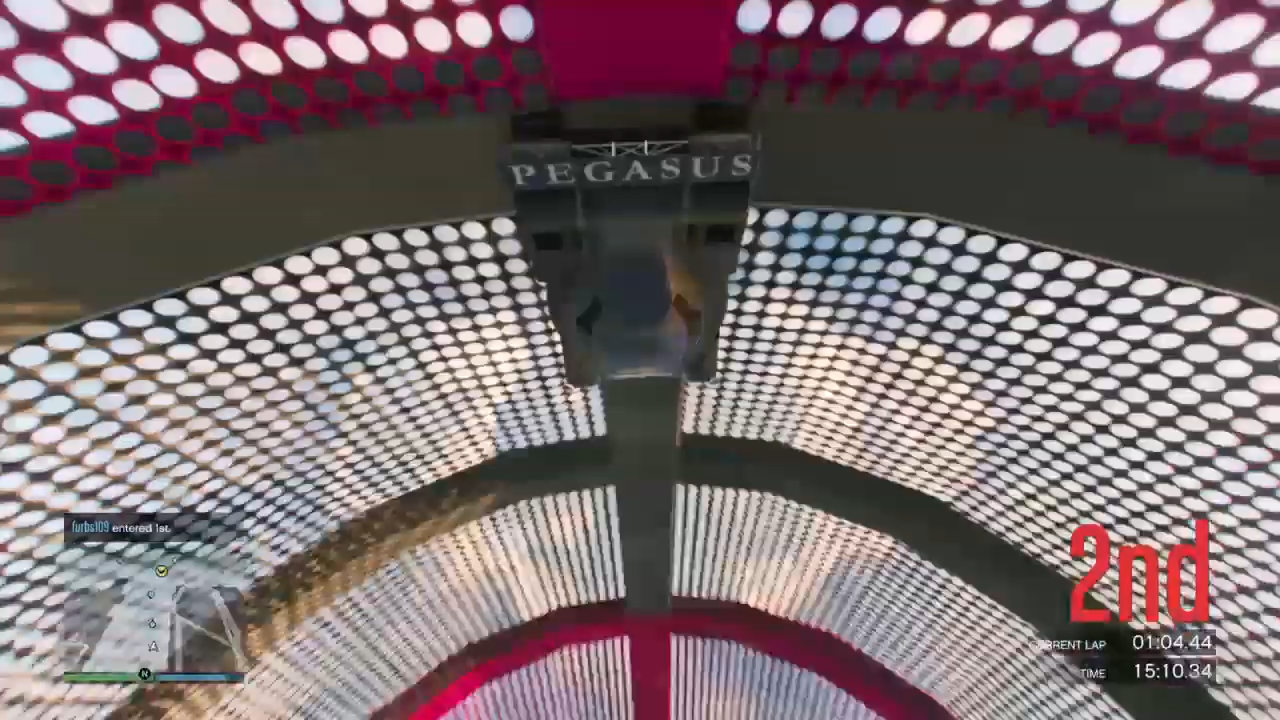 PEGASUS
furbs109 entered 1st.
2nd
CURRENT LAP 01:04.44
TIME 15:10.34
N